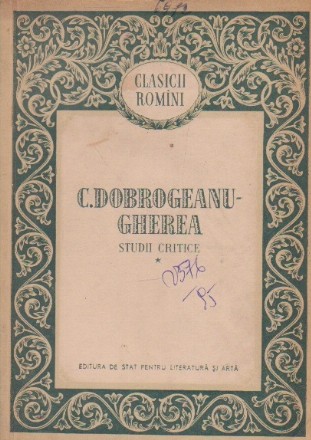 CLASICII
ROMÎNI
C.DOBROGEANU-
GHEREA
STUDII CRITICE
*
EDITURA DE STAT PENTRU LITERATURĂ ȘI ARTĂ